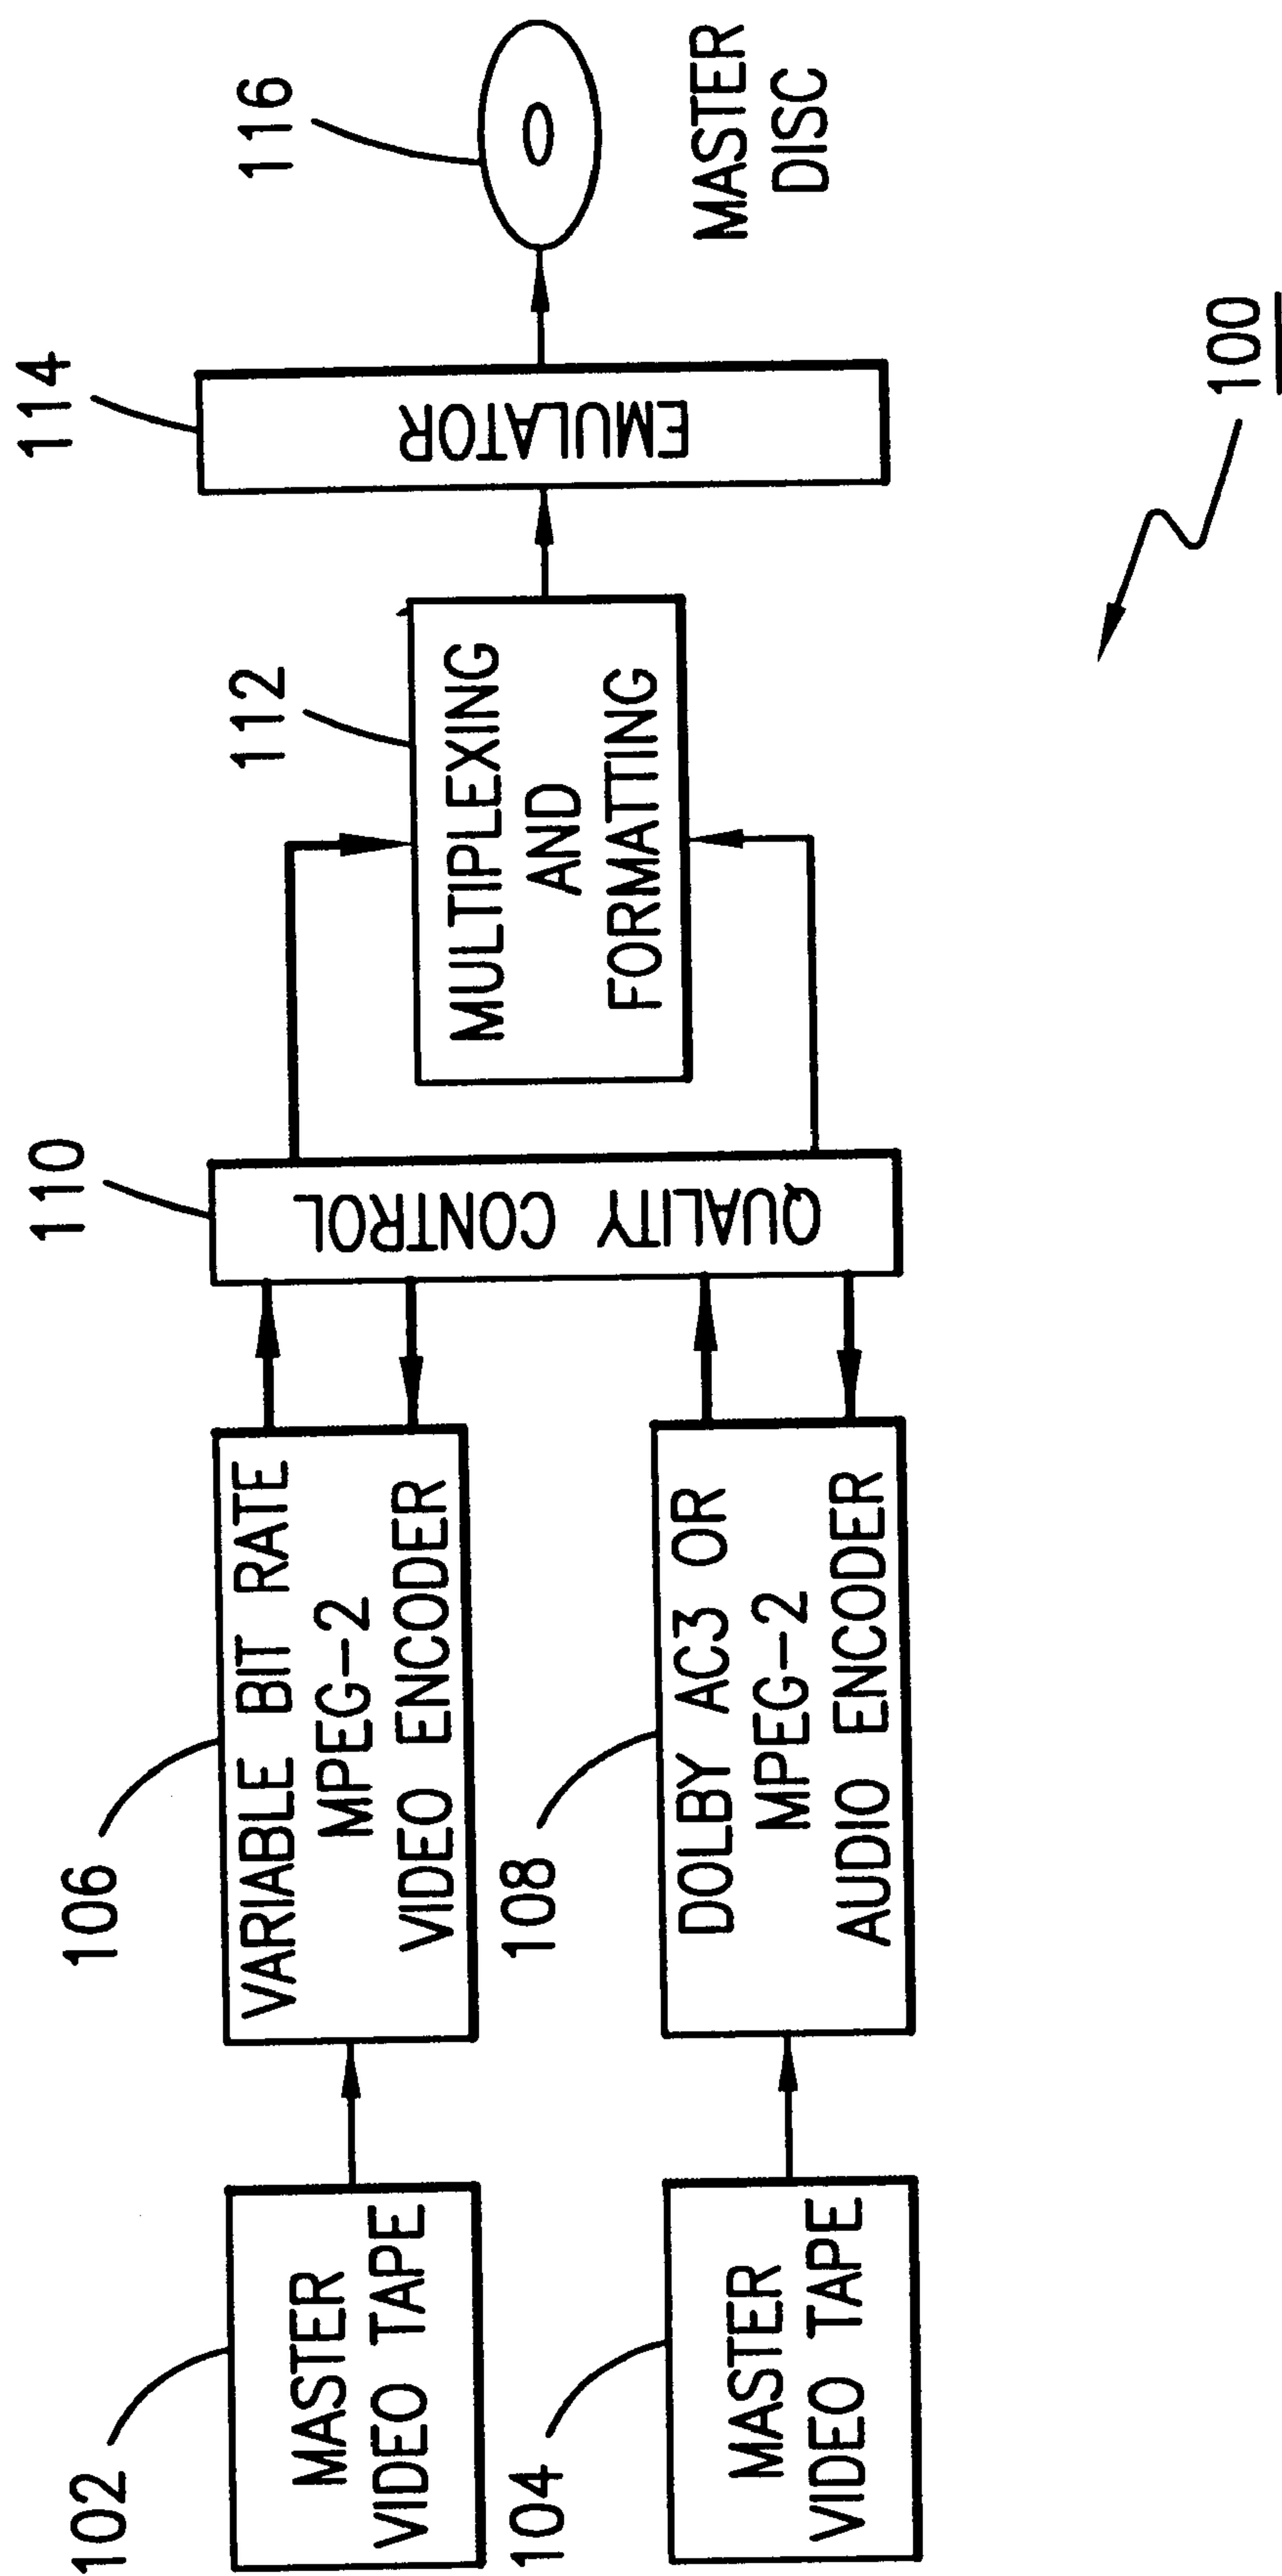 102
MASTER
VIDEO TAPE
106
VARIABLE BIT RATE
MPEG-2
VIDEO ENCODER
104
MASTER
VIDEO TAPE
108
DOLBY AC3 OR
MPEG-2
AUDIO ENCODER
110
QUALITY CONTROL
112
MULTIPLEXING
AND
FORMATTING
114
EMULATOR
116
MASTER
DISC
100